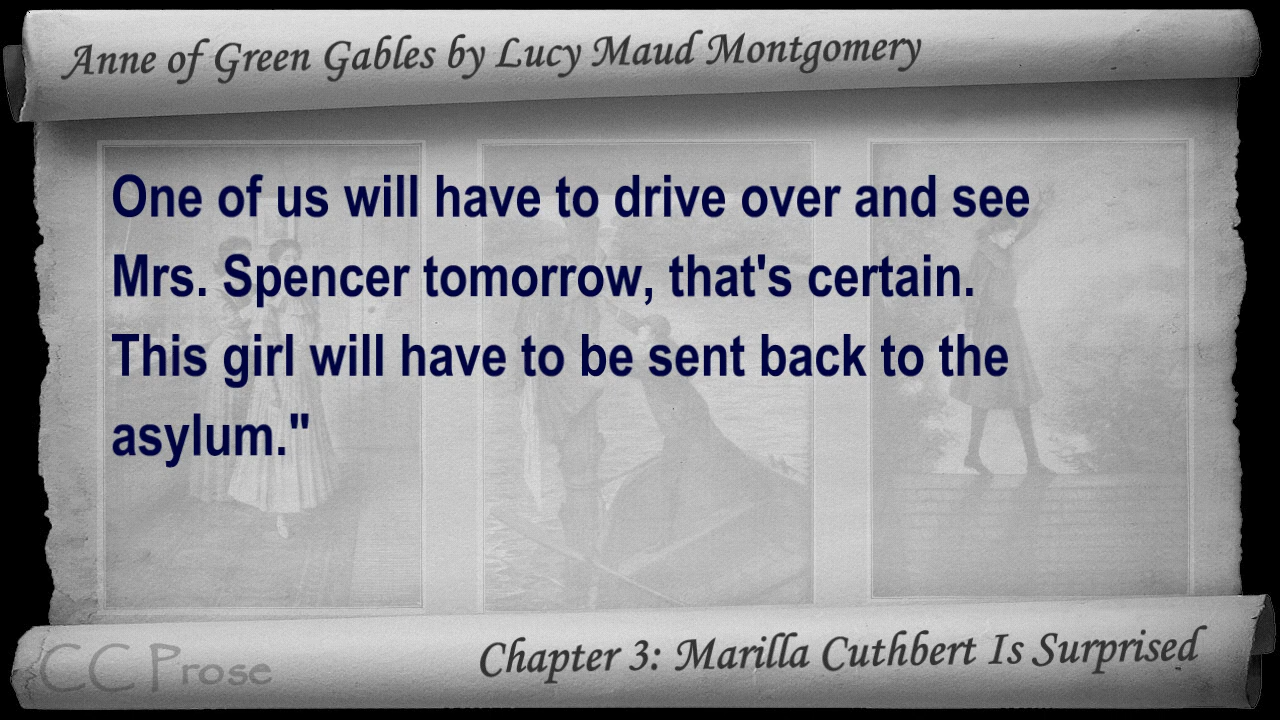 Anne of Green Gables by Lucy Maud Montgomery
One of us will have to drive over and see
Mrs. Spencer tomorrow, that's certain.
This girl will have to be sent back to the
asylum."
Chapter 3: Marilla Cuthbert Is Surprised
CC Prose